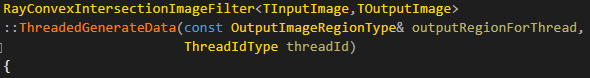 RayConvexIntersectionImageFilter<TInputImage,TOutputImage>
::ThreadedGenerateData(const OutputImageRegionType& outputRegionForThread,
ThreadIdType threadId)
{